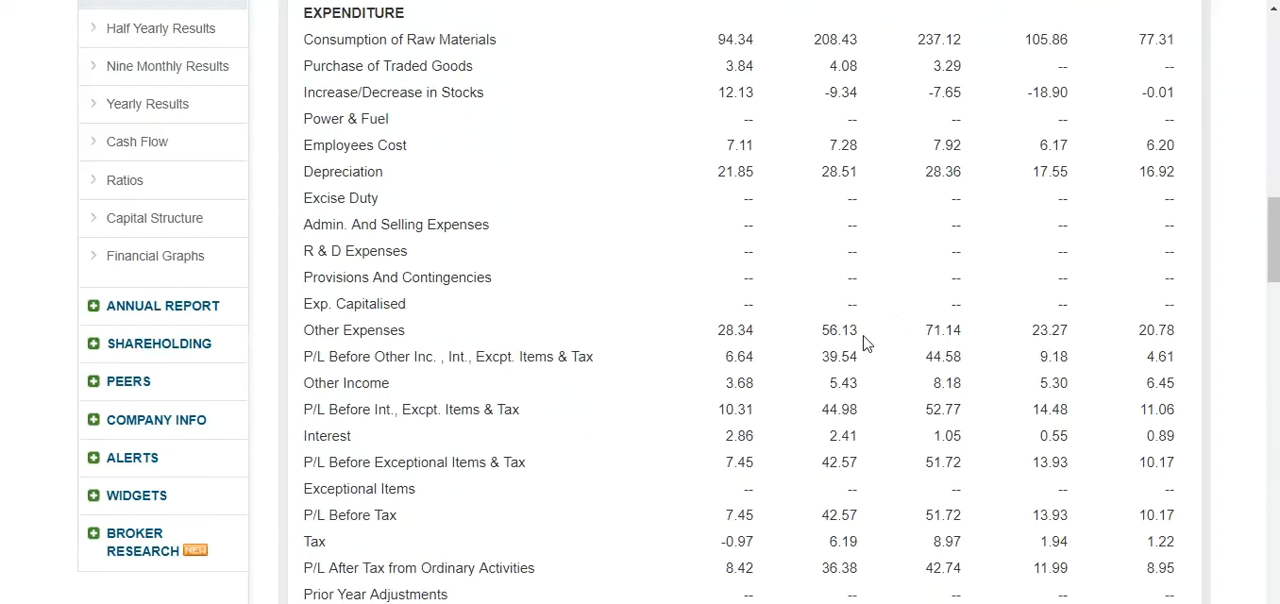 Half Yearly Results
Nine Monthly Results
Yearly Results
Cash Flow
Ratios
Capital Structure
Financial Graphs
ANNUAL REPORT
SHAREHOLDING
PEERS
COMPANY INFO
ALERTS
WIDGETS
BROKER
RESEARCH NEW
EXPENDITURE
Consumption of Raw Materials 94.34 208.43 237.12 105.86 77.31
Purchase of Traded Goods 3.84 4.08 3.29 -- --
Increase/Decrease in Stocks 12.13 -9.34 -7.65 -18.90 -0.01
Power & Fuel -- -- -- -- --
Employees Cost 7.11 7.28 7.92 6.17 6.20
Depreciation 21.85 28.51 28.36 17.55 16.92
Excise Duty -- -- -- -- --
Admin. And Selling Expenses -- -- -- -- --
R & D Expenses -- -- -- -- --
Provisions And Contingencies -- -- -- -- --
Exp. Capitalised -- -- -- -- --
Other Expenses 28.34 56.13 71.14 23.27 20.78
P/L Before Other Inc. , Int., Excpt. Items & Tax 6.64 39.54 44.58 9.18 4.61
Other Income 3.68 5.43 8.18 5.30 6.45
P/L Before Int., Excpt. Items & Tax 10.31 44.98 52.77 14.48 11.06
Interest 2.86 2.41 1.05 0.55 0.89
P/L Before Exceptional Items & Tax 7.45 42.57 51.72 13.93 10.17
Exceptional Items -- -- -- -- --
P/L Before Tax 7.45 42.57 51.72 13.93 10.17
Tax -0.97 6.19 8.97 1.94 1.22
P/L After Tax from Ordinary Activities 8.42 36.38 42.74 11.99 8.95
Prior Year Adjustments -- -- -- -- --